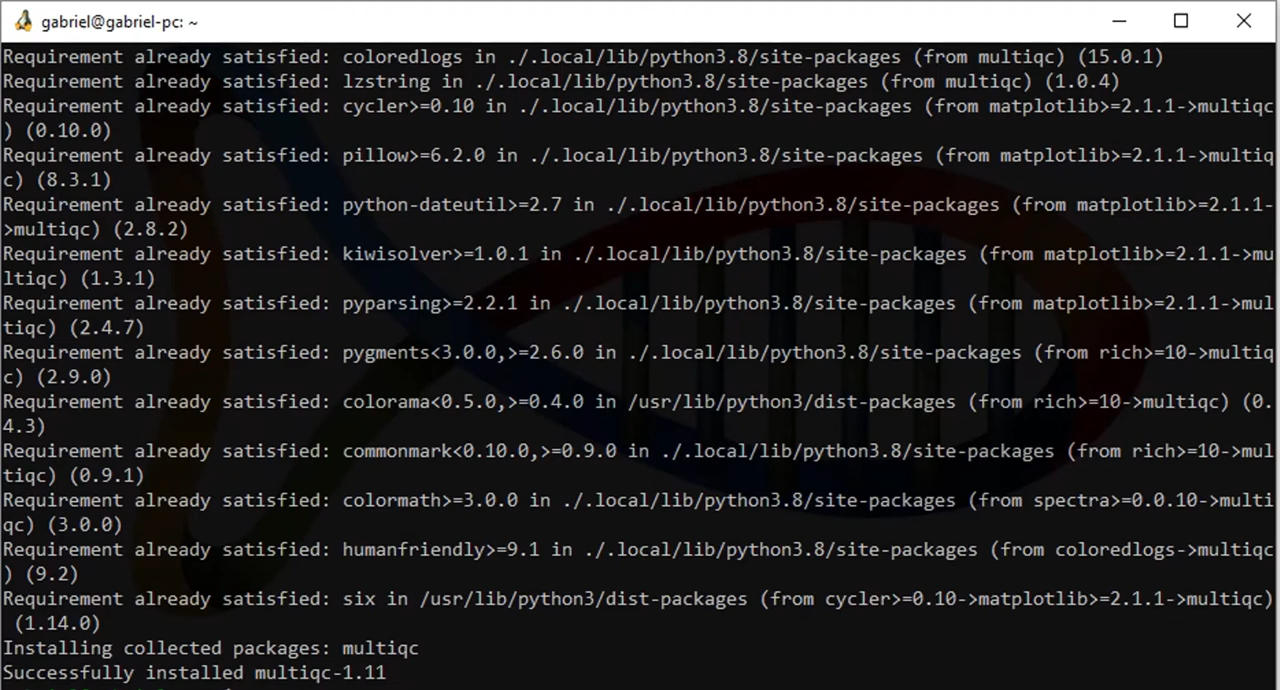 gabriel@gabriel-pc: ~
Requirement already satisfied: coloredlogs in ./.local/lib/python3.8/site-packages (from multiqc) (15.0.1)
Requirement already satisfied: lzstring in ./.local/lib/python3.8/site-packages (from multiqc) (1.0.4)
Requirement already satisfied: cycler>=0.10 in ./.local/lib/python3.8/site-packages (from matplotlib>=2.1.1->multiqc
) (0.10.0)
Requirement already satisfied: pillow>=6.2.0 in ./.local/lib/python3.8/site-packages (from matplotlib>=2.1.1->multiq
c) (8.3.1)
Requirement already satisfied: python-dateutil>=2.7 in ./.local/lib/python3.8/site-packages (from matplotlib>=2.1.1-
>multiqc) (2.8.2)
Requirement already satisfied: kiwisolver>=1.0.1 in ./.local/lib/python3.8/site-packages (from matplotlib>=2.1.1->mu
ltiqc) (1.3.1)
Requirement already satisfied: pyparsing>=2.2.1 in ./.local/lib/python3.8/site-packages (from matplotlib>=2.1.1->mul
tiqc) (2.4.7)
Requirement already satisfied: pygments<3.0.0,>=2.6.0 in ./.local/lib/python3.8/site-packages (from rich>=10->multiq
c) (2.9.0)
Requirement already satisfied: colorama<0.5.0,>=0.4.0 in /usr/lib/python3/dist-packages (from rich>=10->multiqc) (0.
4.3)
Requirement already satisfied: commonmark<0.10.0,>=0.9.0 in ./.local/lib/python3.8/site-packages (from rich>=10->mul
tiqc) (0.9.1)
Requirement already satisfied: colormath>=3.0.0 in ./.local/lib/python3.8/site-packages (from spectra>=0.0.10->multi
qc) (3.0.0)
Requirement already satisfied: humanfriendly>=9.1 in ./.local/lib/python3.8/site-packages (from coloredlogs->multiqc
) (9.2)
Requirement already satisfied: six in /usr/lib/python3/dist-packages (from cycler>=0.10->matplotlib>=2.1.1->multiqc)
(1.14.0)
Installing collected packages: multiqc
Successfully installed multiqc-1.11